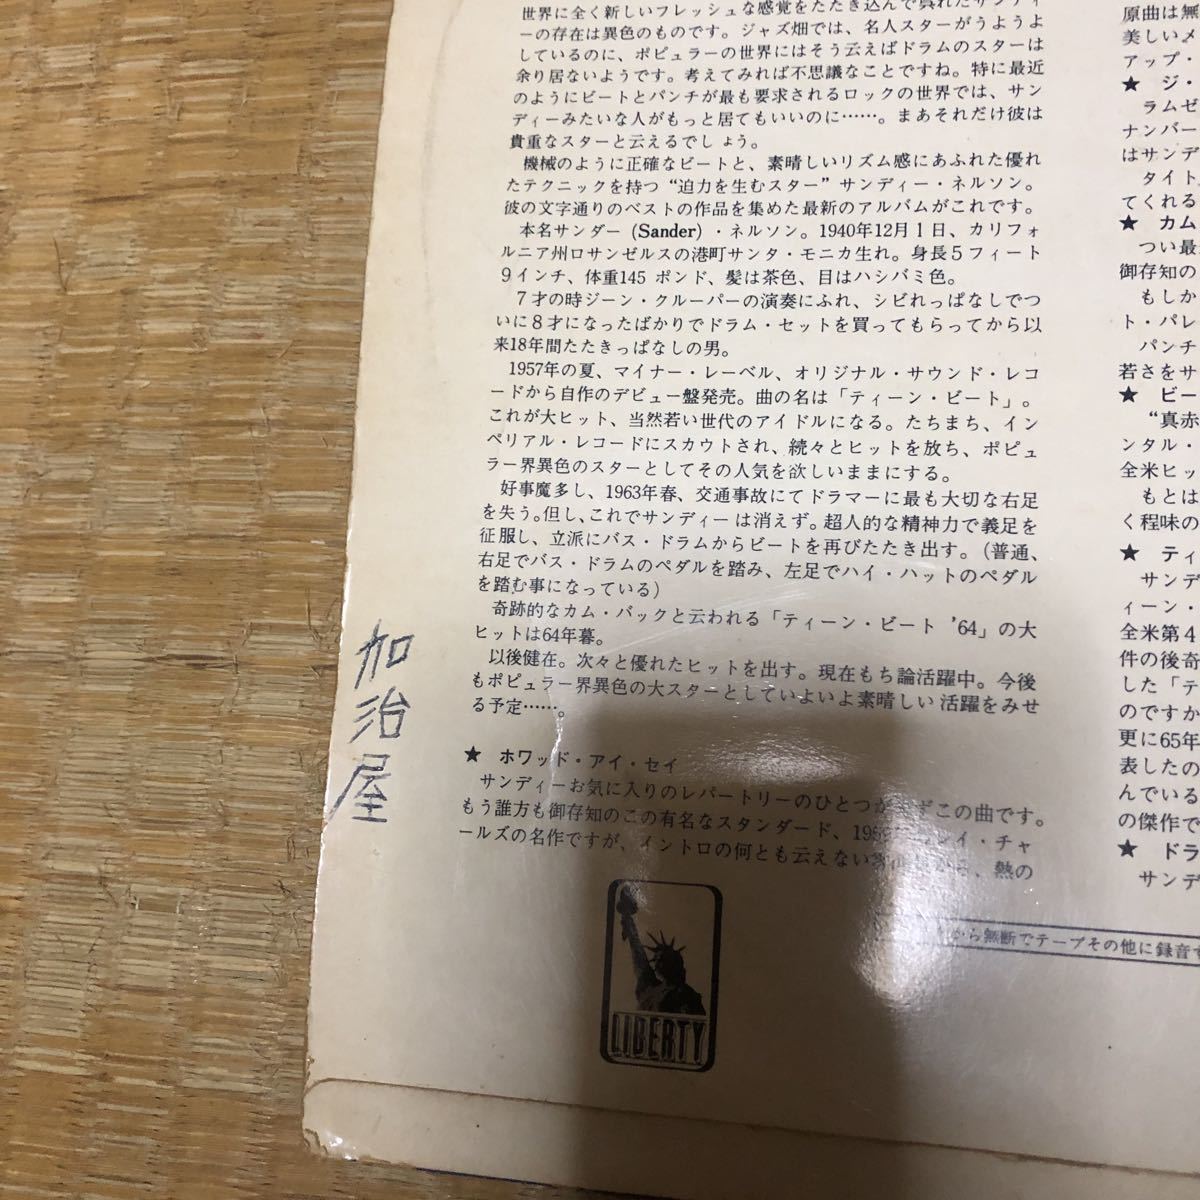 世界に全く新しいフレッシュな感覚をたたき込んで呉れたサンディ
ーの存在は異色のものです。ジャズ畑では、名人スターがうようよ
しているのに、ポピュラーの世界にはそう云えばドラムのスターは
余り居ないようです。考えてみれば不思議なことですね。特に最近
のようにビートとパンチが最も要求されるロックの世界では、サン
ディーみたいな人がもっと居てもいいのに……。まあそれだけ彼は
貴重なスターと云えるでしょう。
機械のように正確なビートと、素晴しいリズム感にあふれた優れ
たテクニックを持つ“迫力を生むスター”サンディー・ネルソン。
彼の文字通りのベストの作品を集めた最新のアルバムがこれです。
本名サンダー(Sander)・ネルソン。1940年12月1日、カリフォ
ルニア州ロサンゼルスの港町サンタ・モニカ生れ。身長5フィート
9インチ、体重145ポンド、髪は茶色、目はハシバミ色。
7才の時ジーン・クルーパーの演奏にふれ、シビれっぱなしでつ
いに8才になったばかりでドラム・セットを買ってもらってから以
来18年間たたきっぱなしの男。
1957年の夏、マイナー・レーベル、オリジナル・サウンド・レコ
ードから自作のデビュー盤発売。曲の名は「ティーン・ビート」。
これが大ヒット、当然若い世代のアイドルになる。たちまち、イン
ペリアル・レコードにスカウトされ、続々とヒットを放ち、ポピュ
ラー界異色のスターとしてその人気を欲しいままにする。
好事魔多し、1963年春、交通事故にてドラマーに最も大切な右足
を失う。但し、これでサンディーは消えず。超人的な精神力で義足を
征服し、立派にバス・ドラムからビートを再びたたき出す。(普通、
右足でバス・ドラムのペダルを踏み、左足でハイ・ハットのペダル
を踏む事になっている)
奇跡的なカム・バックと云われる「ティーン・ビート '64」の大
ヒットは64年暮。
以後健在。次々と優れたヒットを出す。現在もち論活躍中。今後
もポピュラー界異色の大スターとしていよいよ素晴しい活躍をみせ
る予定……。
★ ホワッド・アイ・セイ
サンディーお気に入りのレパートリーのひとつが
ずこの曲です。
もう誰方も御存知のこの有名なスタンダード、
レイ・チャ
ールズの名作ですが、イントロの何とも云えない
、熱の
LIBERTY
加治屋
原曲は無
美しいメ
アップ・
★ ジ・
ラムゼ
ナンバー
はサンデ
タイト
てくれる
★ カム
つい最
御存知の
もしか
ト・パレ
パンチ
若さをサ
★ ビー
“真赤
ンタル・
全米ヒッ
もとは
く程味の
★ ティ
サンデ
ィーン・
全米第4
件の後奇
した「テ
のですか
更に65年
表したの
んでいる
の傑作で
★ ドラ
サンデ
から無断でテープその他に録音す